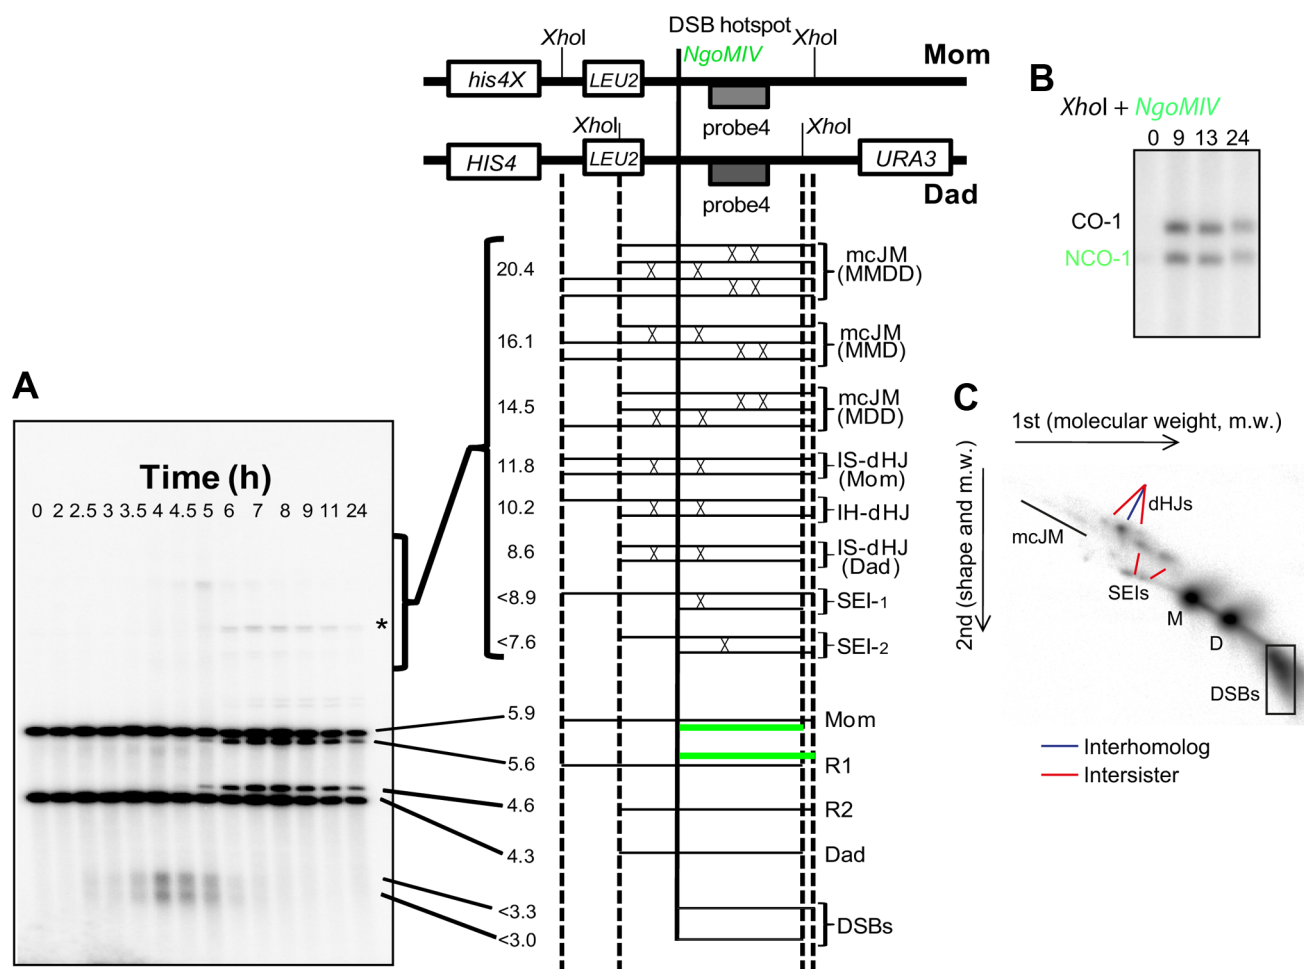 DSB hotspot
XhoI
NgoMIV
XhoI
Mom
his4X
LEU2
probe4
XhoI
XhoI
HIS4
LEU2
URA3
Dad
probe4
B
XhoI + NgoMIV
0 9 13 24
CO-1
NCO-1
A
Time (h)
0 2 2.5 3 3.5 4 4.5 5 6 7 8 9 11 24
*
20.4
mcJM
(MMDD)
16.1
mcJM
(MMD)
14.5
mcJM
(MDD)
11.8
IS-dHJ
(Mom)
10.2
IH-dHJ
8.6
IS-dHJ
(Dad)
<8.9
SEI-1
<7.6
SEI-2
5.9
Mom
5.6
R1
4.6
R2
4.3
Dad
<3.3
<3.0
DSBs
C
1st (molecular weight, m.w.)
2nd (shape and m.w.)
dHJs
mcJM
SEIs
M
D
DSBs
Interhomolog
Intersister